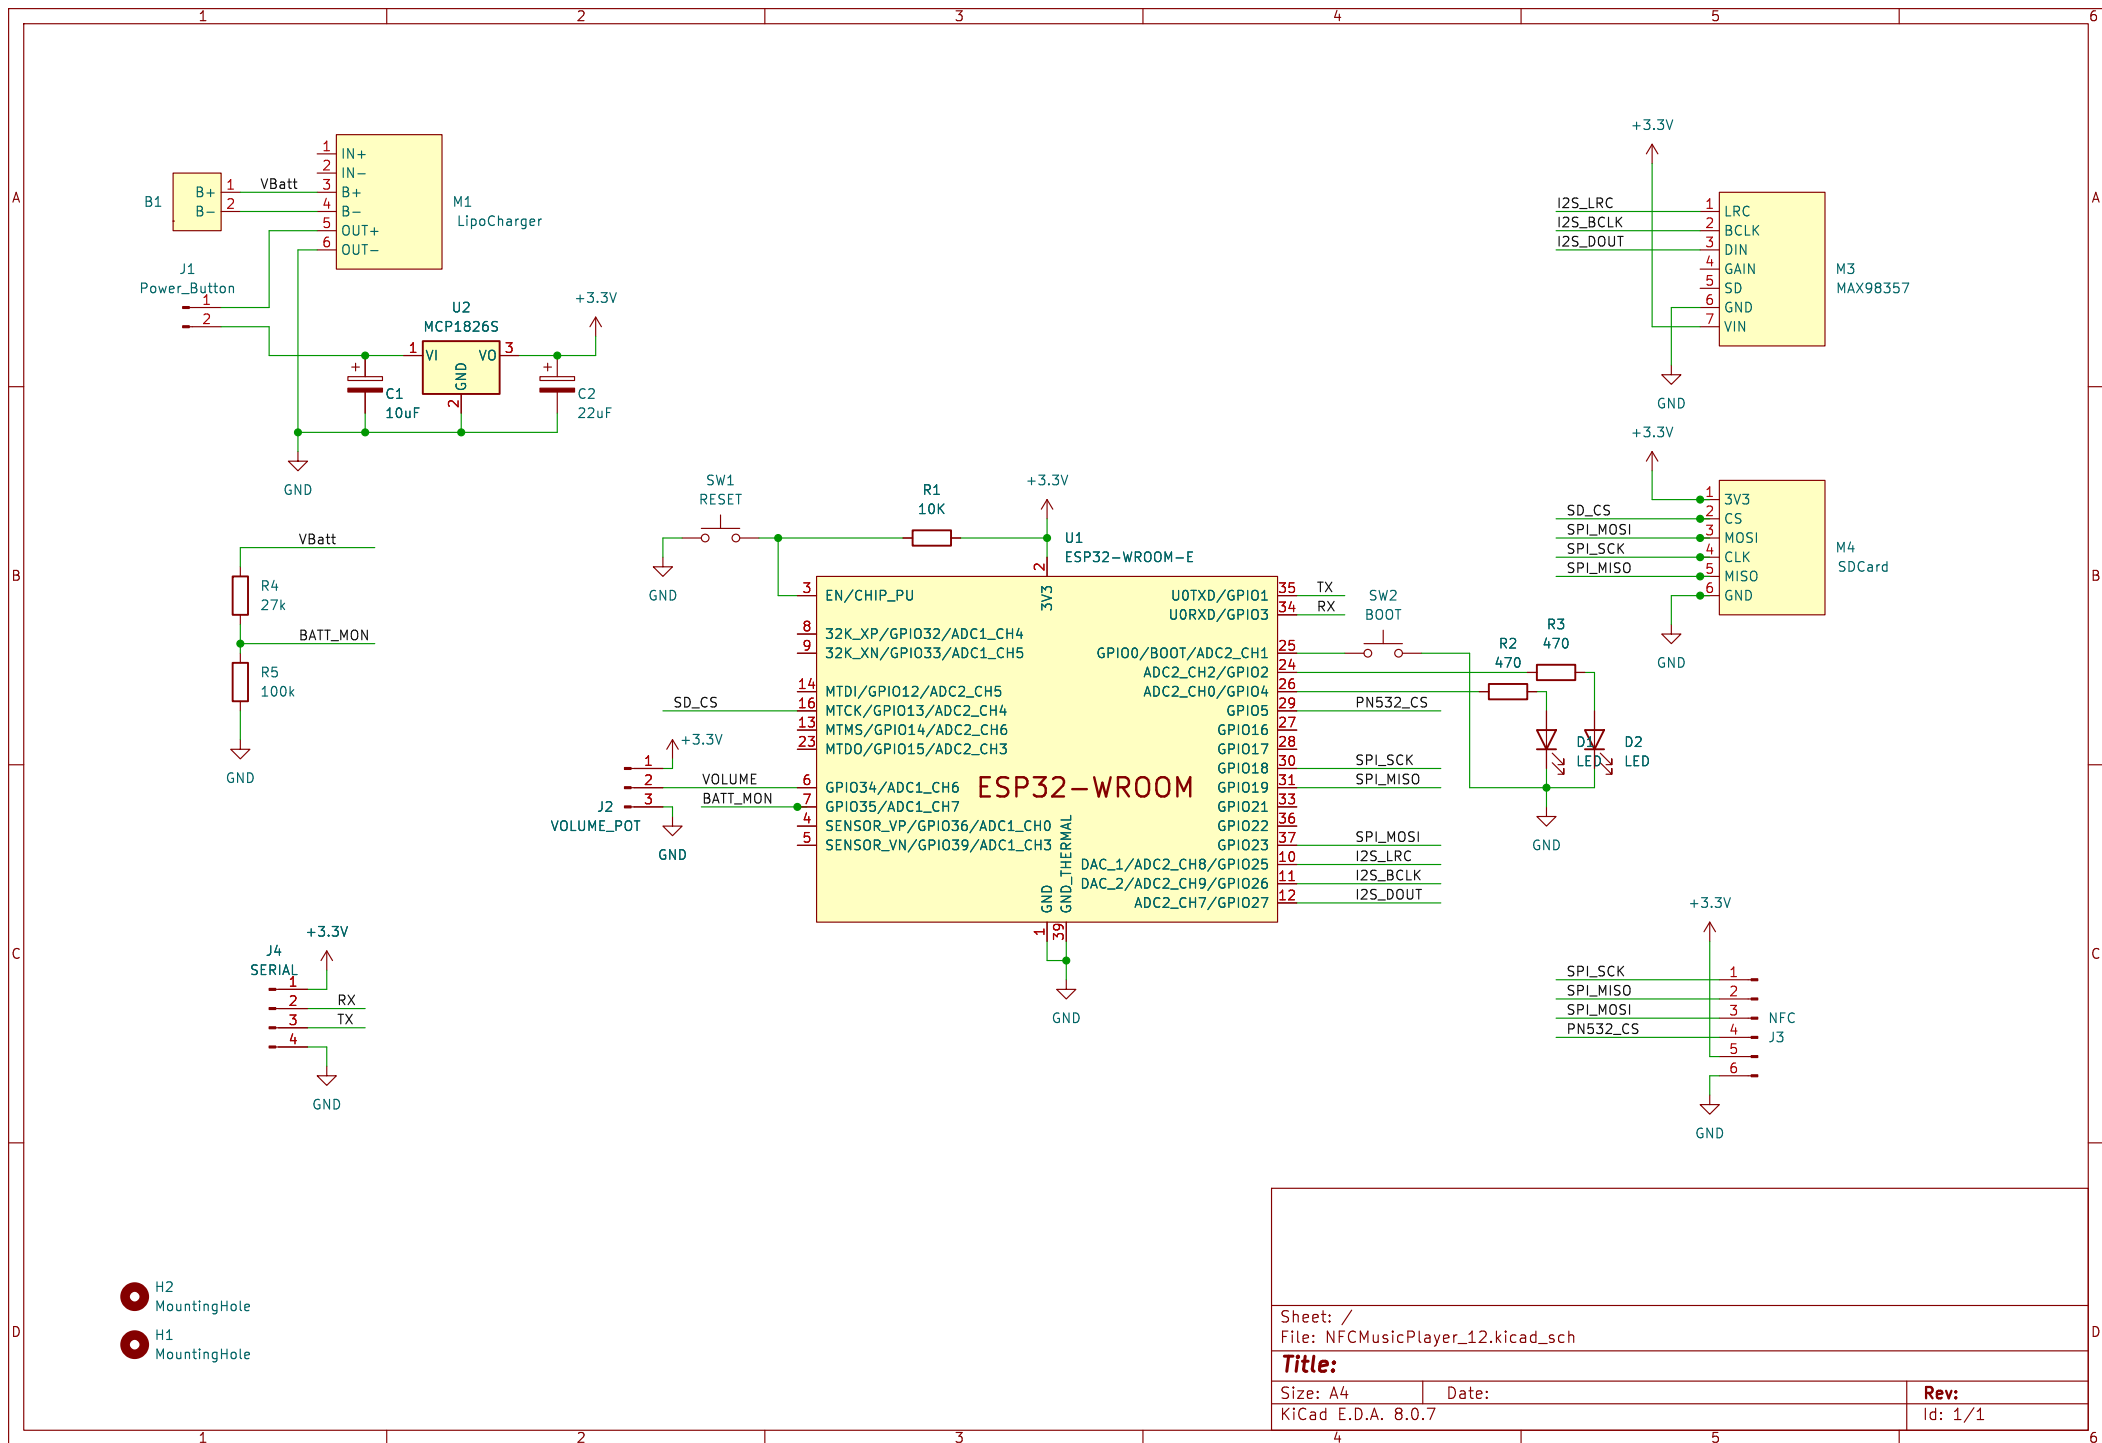 1 2 3 4 5 6
A
B
C
D
A
B
C
D
1 2 3 4 5 6
B1
B+ 1
B- 2
VBatt
1 IN+
2 IN-
3 B+
4 B-
5 OUT+
6 OUT-
M1
LipoCharger
J1
Power_Button
1
2
U2
MCP1826S
1 VI
VO 3
GND
2
+3.3V
+
C1
10uF
+
C2
22uF
GND
VBatt
R4
27k
BATT_MON
R5
100k
GND
J4
SERIAL
+3.3V
1
2 RX
3 TX
4
GND
H2
MountingHole
H1
MountingHole
SW1
RESET
GND
R1
10K
+3.3V
U1
ESP32-WROOM-E
2
3V3
3 EN/CHIP_PU
8 32K_XP/GPIO32/ADC1_CH4
9 32K_XN/GPIO33/ADC1_CH5
14 MTDI/GPIO12/ADC2_CH5
SD_CS 16 MTCK/GPIO13/ADC2_CH4
13 MTMS/GPIO14/ADC2_CH6
23 MTDO/GPIO15/ADC2_CH3
VOLUME 6 GPIO34/ADC1_CH6
BATT_MON 7 GPIO35/ADC1_CH7
4 SENSOR_VP/GPIO36/ADC1_CH0
5 SENSOR_VN/GPIO39/ADC1_CH3
ESP32-WROOM
GND
GND_THERMAL
1
39
GND
+3.3V
1
2
3
J2
VOLUME_POT
GND
U0TXD/GPIO1 35 TX
U0RXD/GPIO3 34 RX
GPIO0/BOOT/ADC2_CH1 25
ADC2_CH2/GPIO2 24
ADC2_CH0/GPIO4 26
GPIO5 29 PN532_CS
GPIO16 27
GPIO17 28
GPIO18 30 SPI_SCK
GPIO19 31 SPI_MISO
GPIO21 33
GPIO22 36
GPIO23 37 SPI_MOSI
DAC_1/ADC2_CH8/GPIO25 10 I2S_LRC
DAC_2/ADC2_CH9/GPIO26 11 I2S_BCLK
ADC2_CH7/GPIO27 12 I2S_DOUT
SW2
BOOT
R2
470
R3
470
D1
LED
D2
LED
GND
+3.3V
I2S_LRC 1 LRC
I2S_BCLK 2 BCLK
I2S_DOUT 3 DIN
4 GAIN
5 SD
6 GND
7 VIN
M3
MAX98357
GND
+3.3V
1 3V3
SD_CS 2 CS
SPI_MOSI 3 MOSI
SPI_SCK 4 CLK
SPI_MISO 5 MISO
6 GND
M4
SDCard
GND
+3.3V
SPI_SCK 1
SPI_MISO 2
SPI_MOSI 3
PN532_CS 4
5
6
NFC
J3
GND
Sheet: /
File: NFCMusicPlayer_12.kicad_sch
Title:
Size: A4 Date: Rev:
KiCad E.D.A. 8.0.7 Id: 1/1